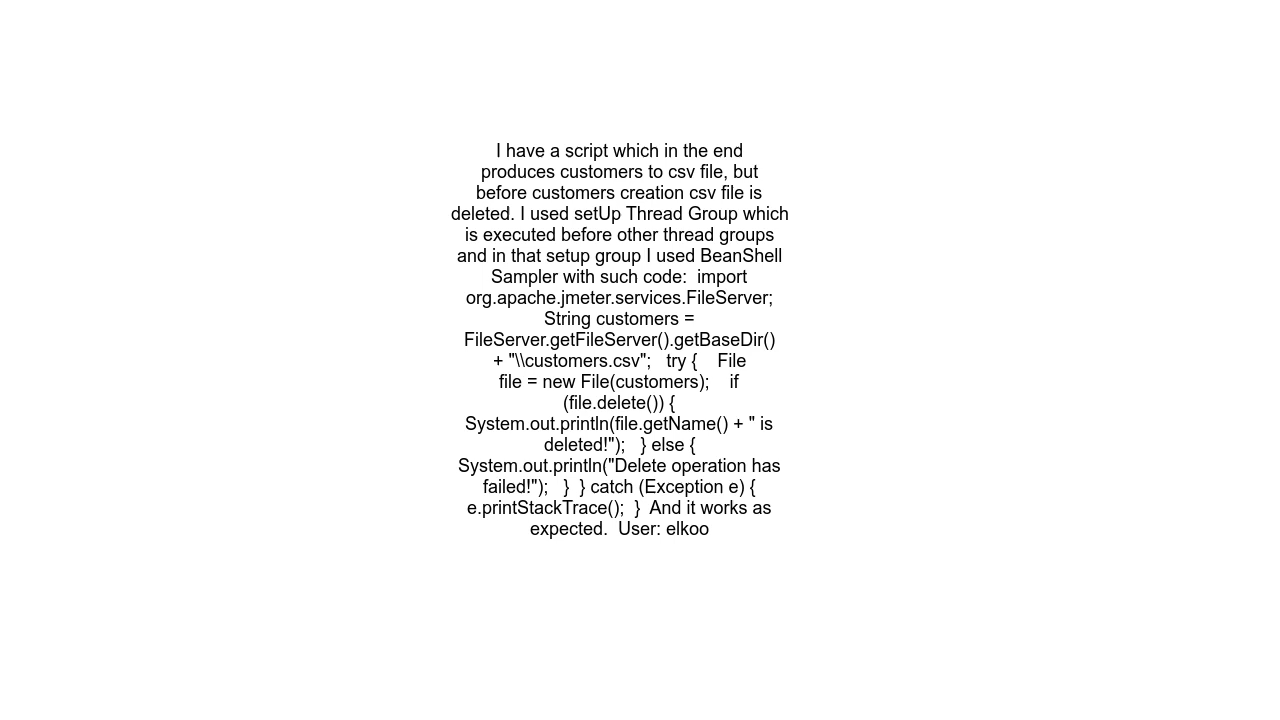 I have a script which in the end
produces customers to csv file, but
before customers creation csv file is
deleted. I used setUp Thread Group which
is executed before other thread groups
and in that setup group I used BeanShell
Sampler with such code:  import
org.apache.jmeter.services.FileServer;
String customers =
FileServer.getFileServer().getBaseDir()
+ "\\customers.csv";   try {    File
file = new File(customers);    if
(file.delete()) {
System.out.println(file.getName() + " is
deleted!");   } else {
System.out.println("Delete operation has
failed!");   }  } catch (Exception e) {
e.printStackTrace();  }  And it works as
expected.  User: elkoo